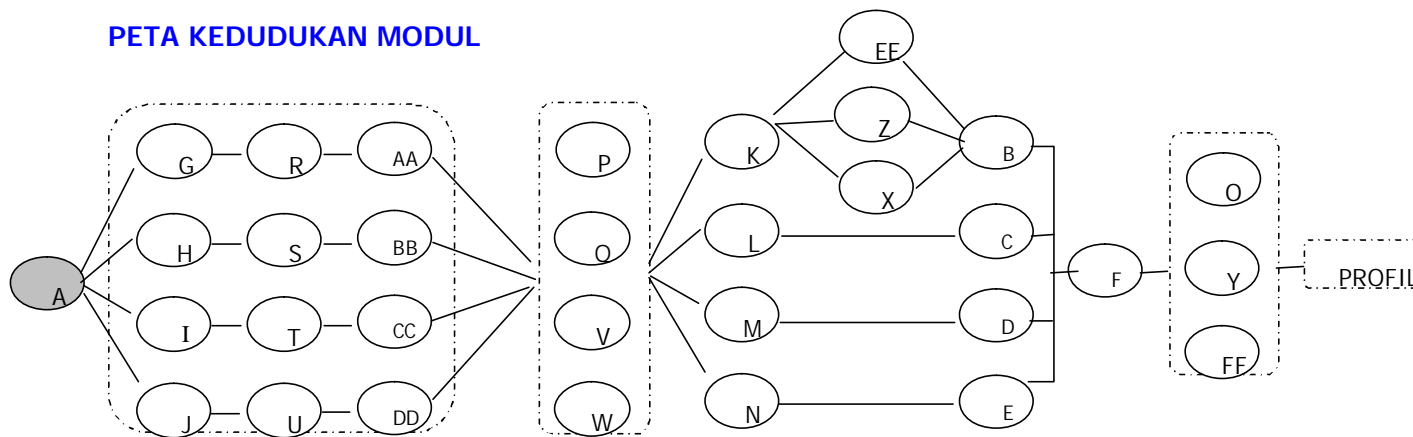 PETA KEDUDUKAN MODUL
EE
G R AA P K Z B O
X
H S BB Q L C
A F Y PROFIL
I T CC V M D
FF
J U DD W N E